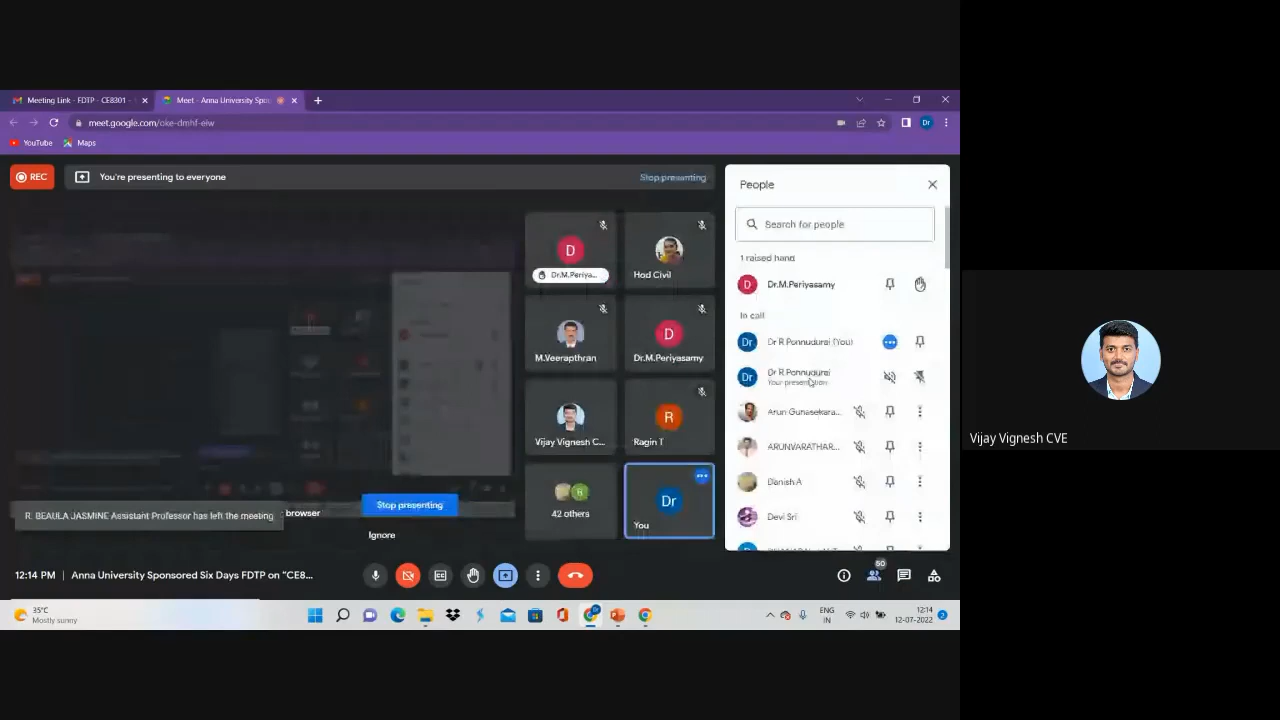 Meeting Link - FDTP - CE8301 -
Meet - Anna University Spo
meet.google.com/oke-dmhf-eiw
Dr
YouTube
Maps
REC
You're presenting to everyone
Stop presenting
D
Dr.M.Periya...
Hod Civil
M.Veerapthran
D
Dr.M.Periyasamy
Vijay Vignesh C...
R
Ragin T
R
42 others
Dr
You
R. BEAULA JASMINE Assistant Professor has left the meeting
browser
Stop presenting
Ignore
People
Search for people
1 raised hand
D
Dr.M.Periyasamy
In call
Dr
Dr R Ponnudurai (You)
Dr
Dr R Ponnudurai
Your presentation
Arun Gunasekara...
ARUNVARATHAR...
Danish A
Devi Sri
12:14 PM | Anna University Sponsored Six Days FDTP on "CE8...
60
35°C
Mostly sunny
ENG
IN
12:14
12-07-2022
2
Vijay Vignesh CVE